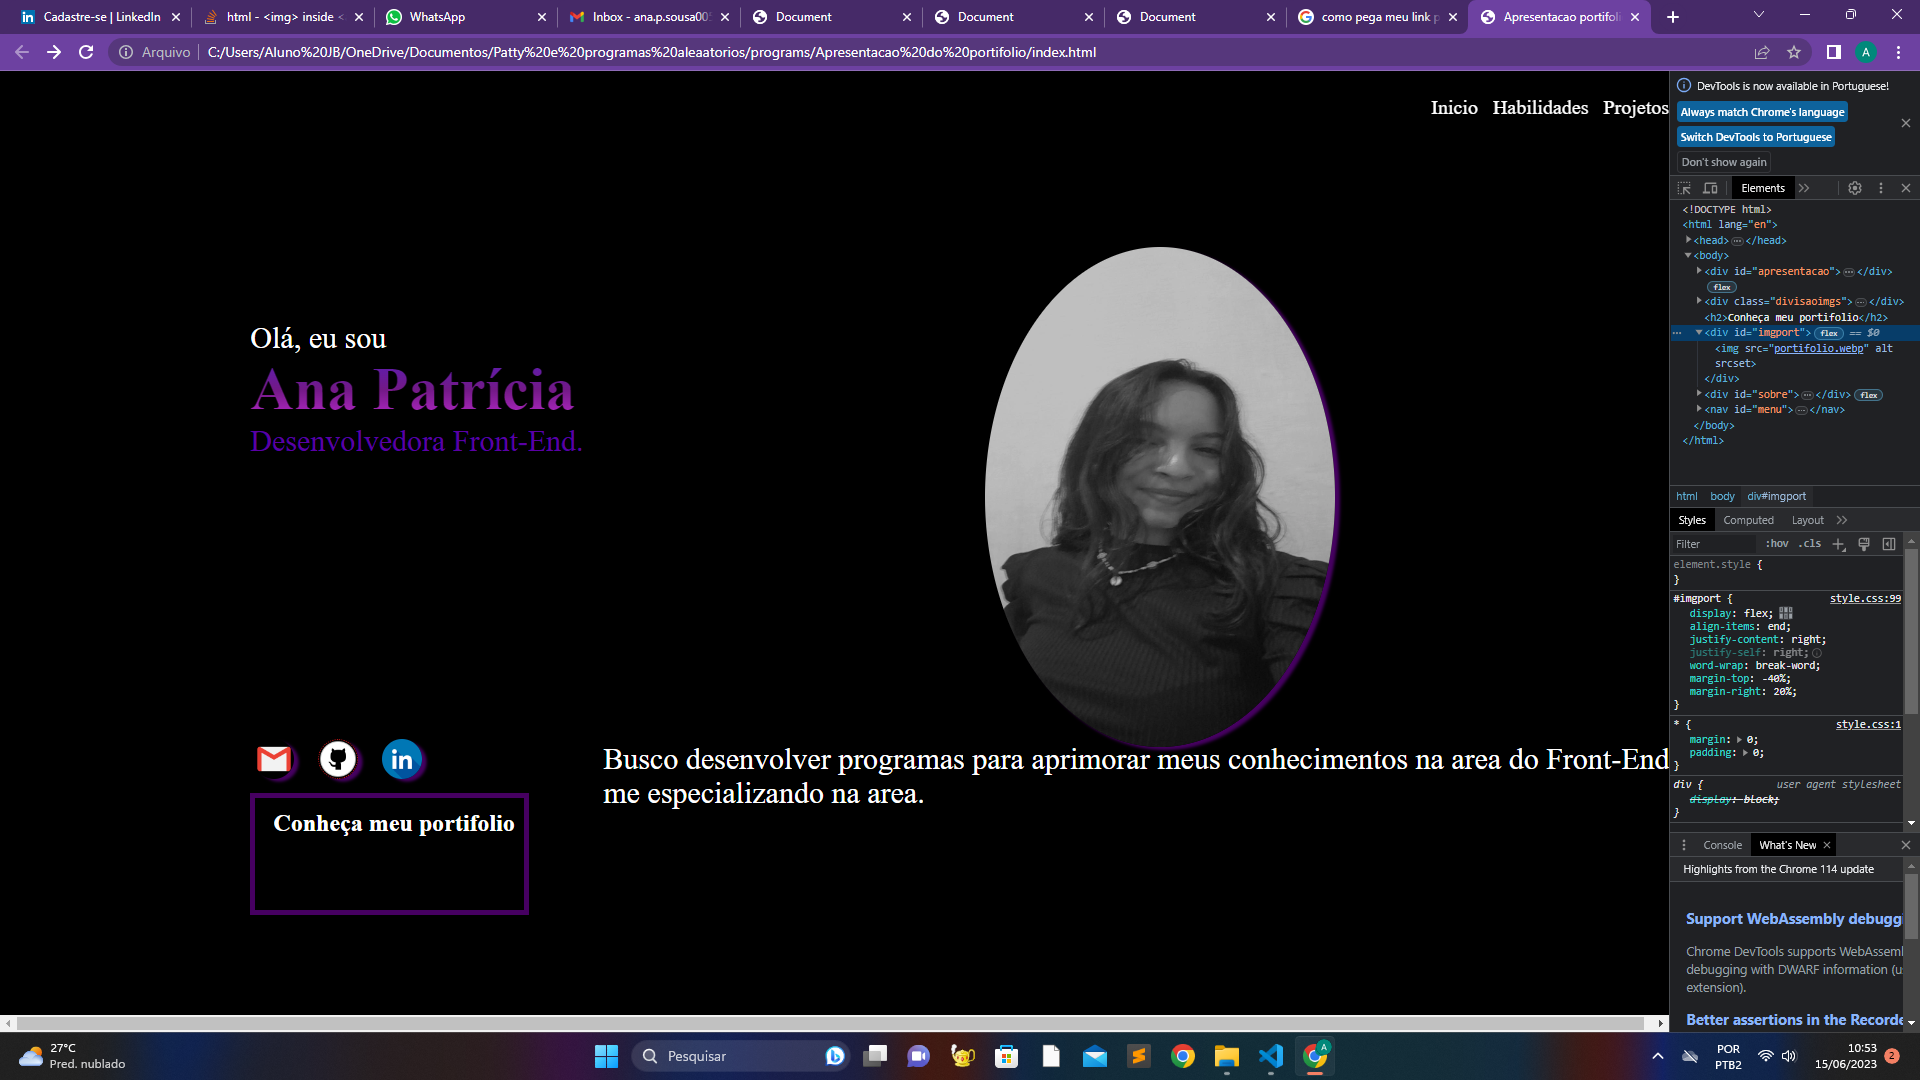 Cadastre-se | LinkedIn
html - <img> inside <
WhatsApp
Inbox - ana.p.sousa00
Document
Document
Document
como pega meu link p
Apresentacao portifoli
Arquivo
C:/Users/Aluno%20JB/OneDrive/Documentos/Patty%20e%20programas%20aleaatorios/programs/Apresentacao%20do%20portifolio/index.html
A
Inicio Habilidades Projetos
Olá, eu sou
Ana Patrícia
Desenvolvedora Front-End.
Busco desenvolver programas para aprimorar meus conhecimentos na area do Front-End
me especializando na area.
Conheça meu portifolio
DevTools is now available in Portuguese!
Always match Chrome's language
Switch DevTools to Portuguese
Don't show again
Elements
<!DOCTYPE html>
<html lang="en">
<head> </head>
<body>
<div id="apresentacao"> </div>
flex
<div class="divisaoimgs"> </div>
<h2>Conheça meu portifolio</h2>
<div id="imgport"> flex == $0
<img src="portifolio.webp" alt
srcset>
</div>
<div id="sobre"> </div> flex
<nav id="menu"> </nav>
</body>
</html>
html body div#imgport
Styles Computed Layout
Filter :hov .cls
element.style {
}
#imgport { style.css:99
display: flex;
align-items: end;
justify-content: right;
justify-self: right;
word-wrap: break-word;
margin-top: -40%;
margin-right: 20%;
}
* { style.css:1
margin: 0;
padding: 0;
}
div { user agent stylesheet
display: block;
}
Console What's New
Highlights from the Chrome 114 update
Support WebAssembly debugg
Chrome DevTools supports WebAssem
debugging with DWARF information (u
extension).
Better assertions in the Recorde
27°C
Pred. nublado
Pesquisar
A
POR
PTB2
10:53
15/06/2023
2